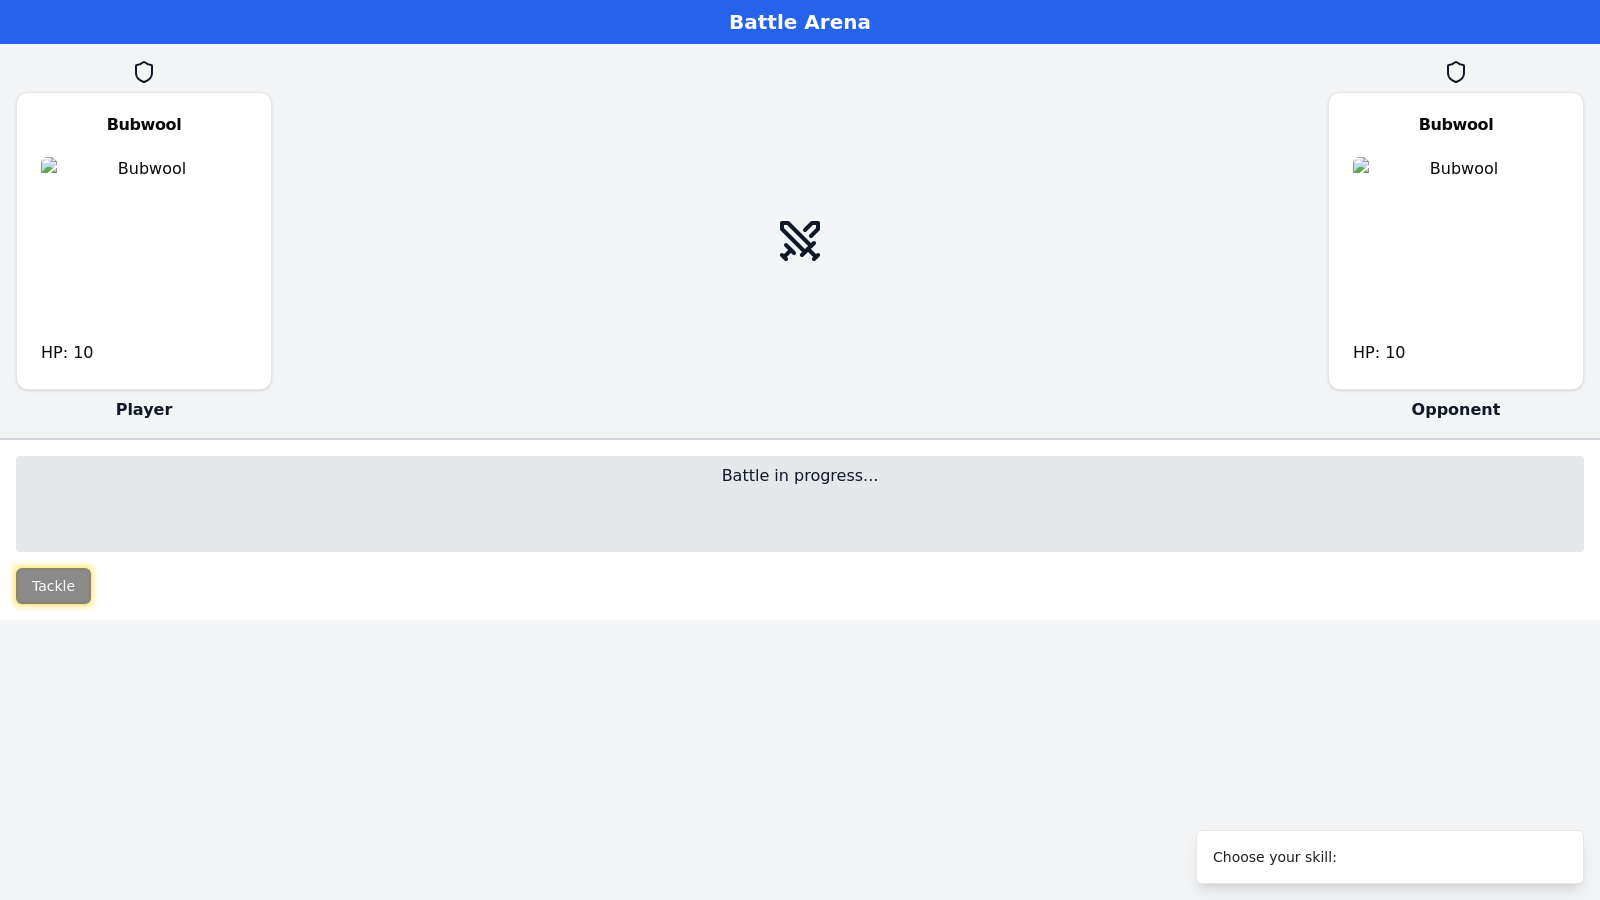 Battle Arena
Bubwool
Bubwool
HP: 10
Player
Bubwool
Bubwool
HP: 10
Opponent
Battle in progress...
Tackle
Choose your skill: